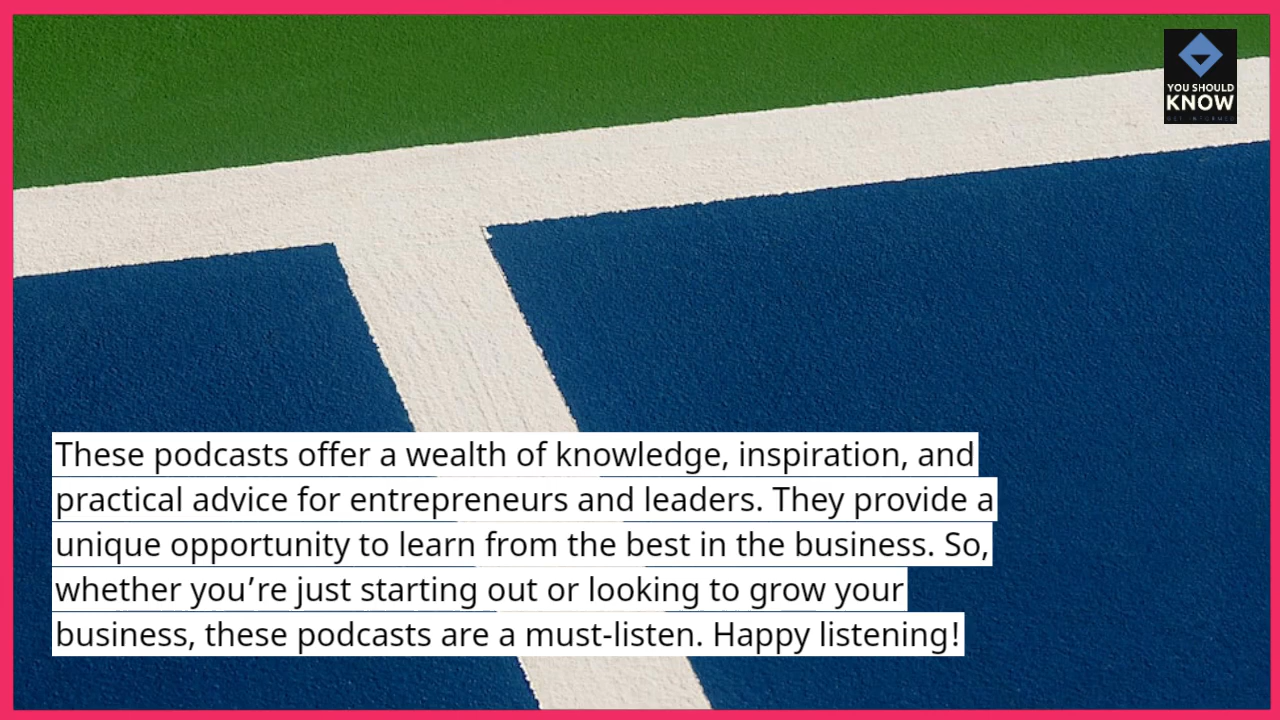 YOU SHOULD
KNOW
GET INFORMED
These podcasts offer a wealth of knowledge, inspiration, and
practical advice for entrepreneurs and leaders. They provide a
unique opportunity to learn from the best in the business. So,
whether you’re just starting out or looking to grow your
business, these podcasts are a must-listen. Happy listening!